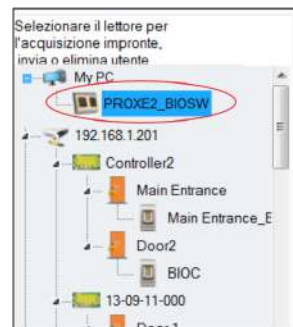 Selezionare il lettore per
l'acquisizione impronte,
invia o elimina utente
My PC
PROXE2_BIOSW
192.168.1.201
Controller2
Main Entrance
Main Entrance_E
Door2
BIOC
13-09-11-000